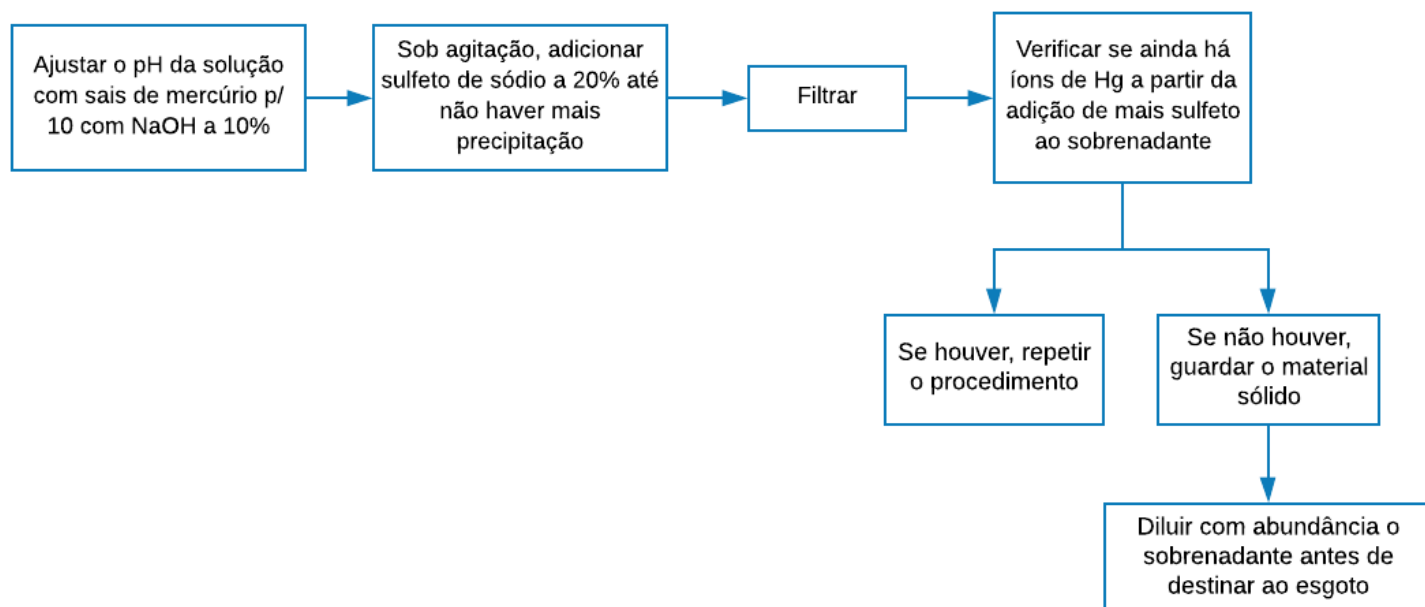 Ajustar o pH da solução
com sais de mercúrio p/
10 com NaOH a 10%
Sob agitação, adicionar
sulfeto de sódio a 20% até
não haver mais
precipitação
Filtrar
Verificar se ainda há
íons de Hg a partir da
adição de mais sulfeto
ao sobrenadante
Se houver, repetir
o procedimento
Se não houver,
guardar o material
sólido
Diluir com abundância o
sobrenadante antes de
destinar ao esgoto